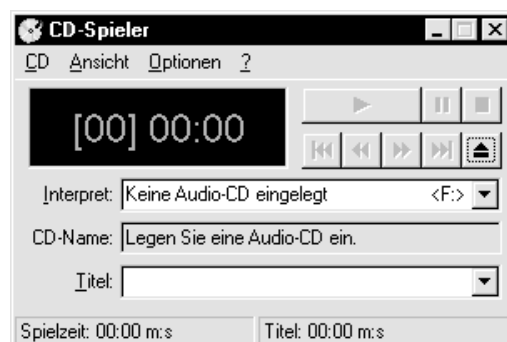 CD-Spieler
CD Ansicht Optionen ?
[00] 00:00
Interpret: Keine Audio-CD eingelegt <F:>
CD-Name: Legen Sie eine Audio-CD ein.
Titel:
Spielzeit: 00:00 m:s Titel: 00:00 m:s